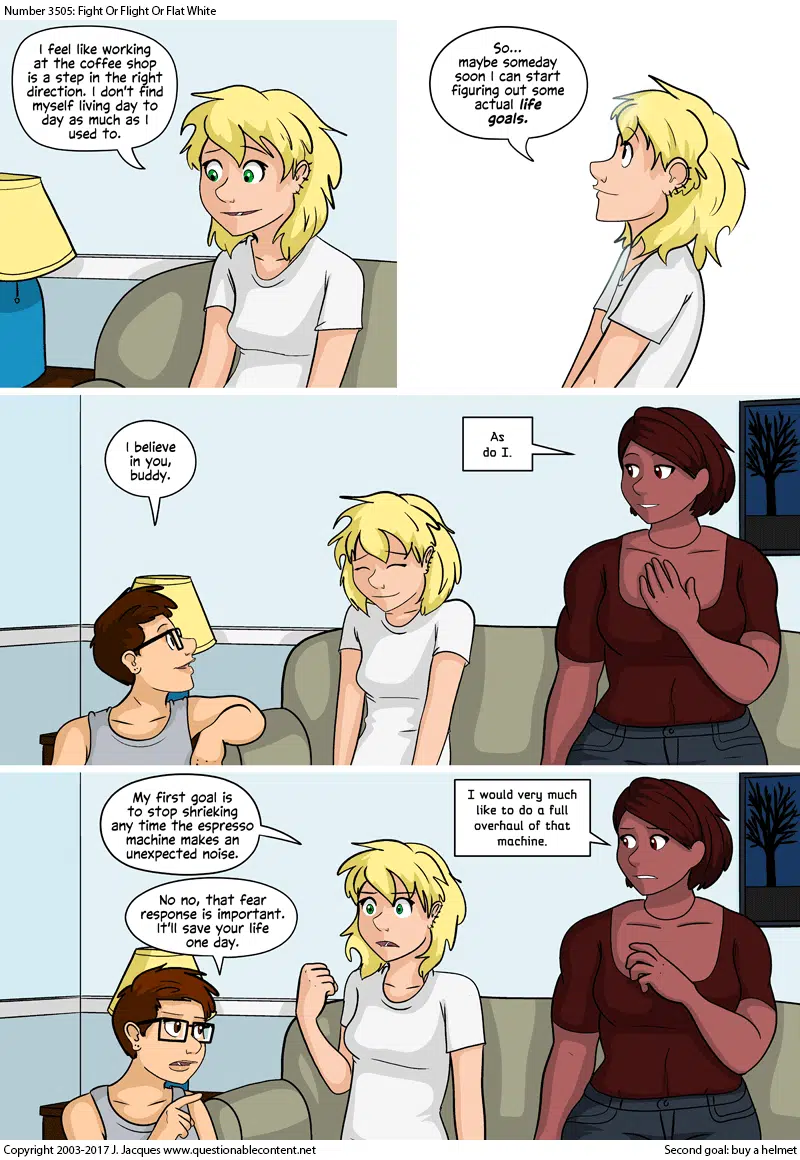 Number 3505: Fight Or Flight Or Flat White
I feel like working
at the coffee shop
is a step in the right
direction. I don't find
myself living day to
day as much as I
used to.
So...
maybe someday
soon I can start
figuring out some
actual life
goals.
I believe
in you,
buddy.
As
do I.
My first goal is
to stop shrieking
any time the espresso
machine makes an
unexpected noise.
I would very much
like to do a full
overhaul of that
machine.
No no, that fear
response is important.
It'll save your life
one day.
Copyright 2003-2017 J. Jacques www.questionablecontent.net
Second goal: buy a helmet